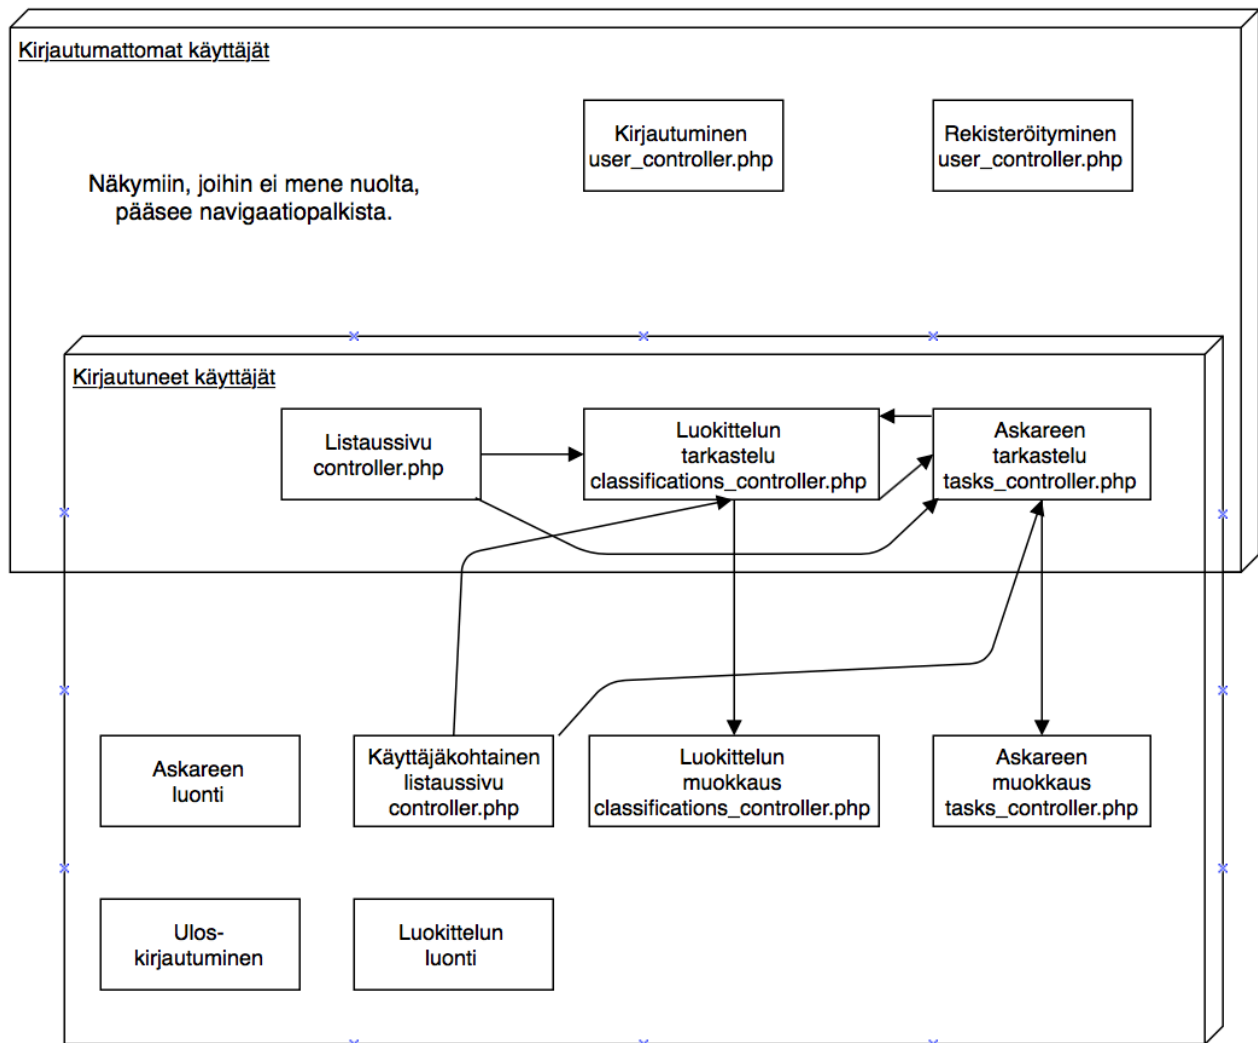 Kirjautumattomat käyttäjät
Kirjautuminen
user_controller.php
Rekisteröityminen
user_controller.php
Näkymiin, joihin ei mene nuolta,
pääsee navigaatiopalkista.
Kirjautuneet käyttäjät
Listaussivu
controller.php
Luokittelun
tarkastelu
classifications_controller.php
Askareen
tarkastelu
tasks_controller.php
Askareen
luonti
Käyttäjäkohtainen
listaussivu
controller.php
Luokittelun
muokkaus
classifications_controller.php
Askareen
muokkaus
tasks_controller.php
Ulos-
kirjautuminen
Luokittelun
luonti